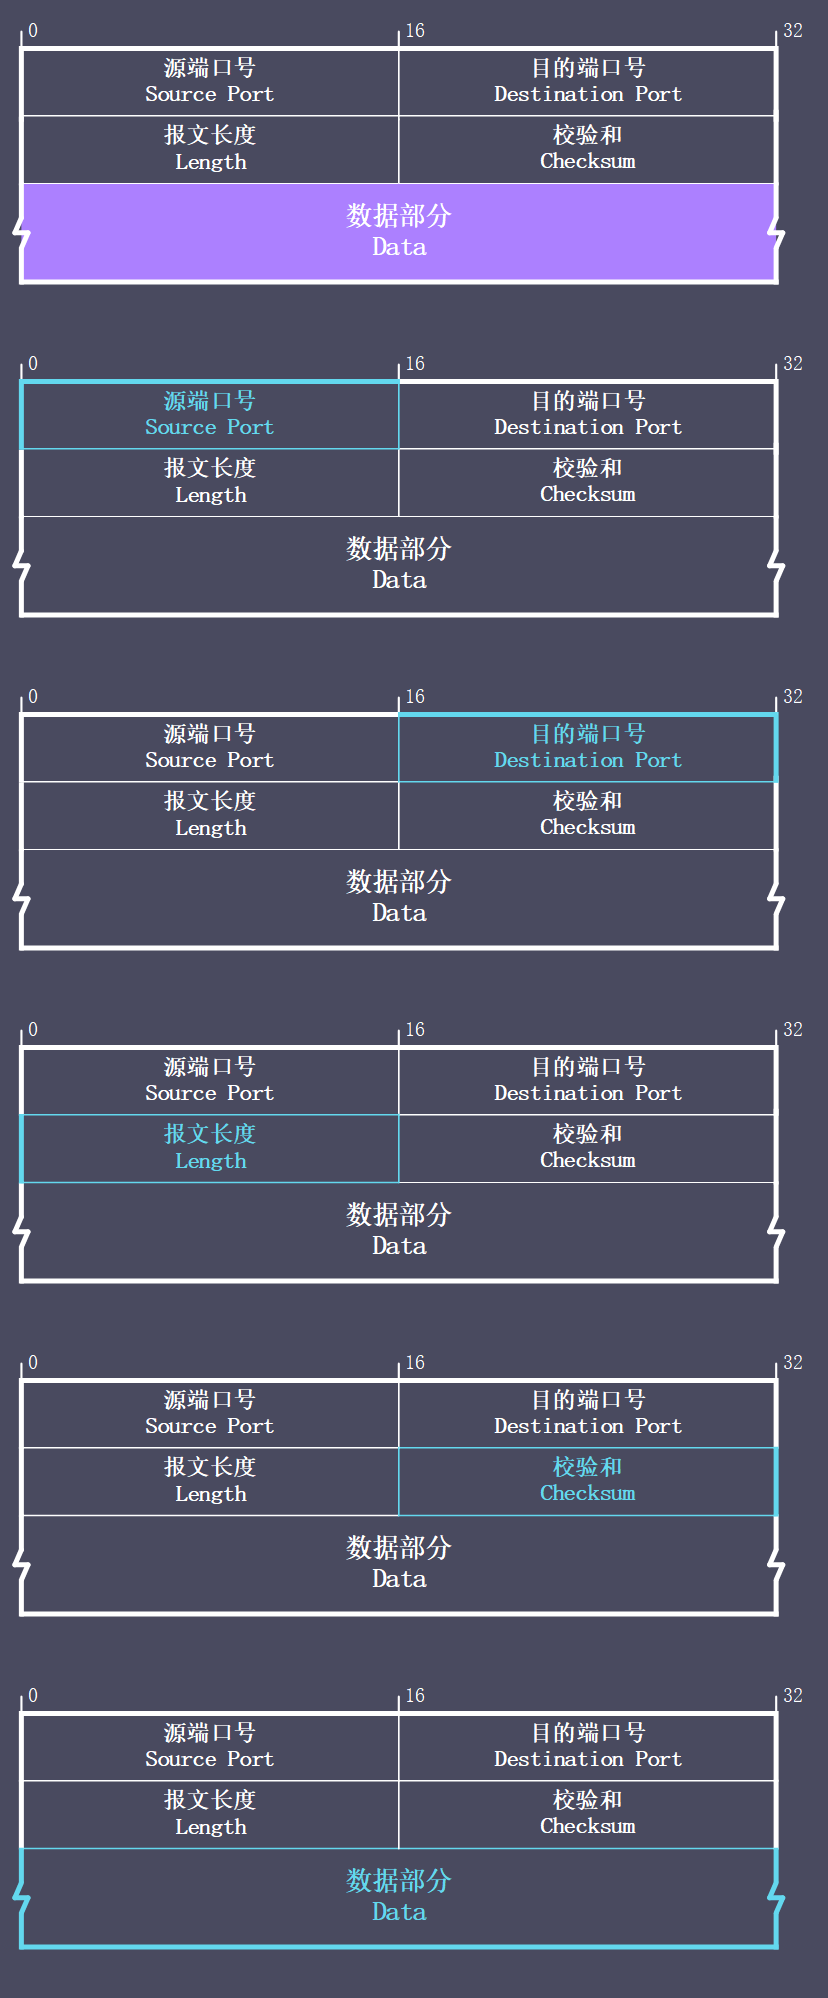 0 16 32
源端口号 目的端口号
Source Port Destination Port
报文长度 校验和
Length Checksum
数据部分
Data
0 16 32
源端口号 目的端口号
Source Port Destination Port
报文长度 校验和
Length Checksum
数据部分
Data
0 16 32
源端口号 目的端口号
Source Port Destination Port
报文长度 校验和
Length Checksum
数据部分
Data
0 16 32
源端口号 目的端口号
Source Port Destination Port
报文长度 校验和
Length Checksum
数据部分
Data
0 16 32
源端口号 目的端口号
Source Port Destination Port
报文长度 校验和
Length Checksum
数据部分
Data
0 16 32
源端口号 目的端口号
Source Port Destination Port
报文长度 校验和
Length Checksum
数据部分
Data